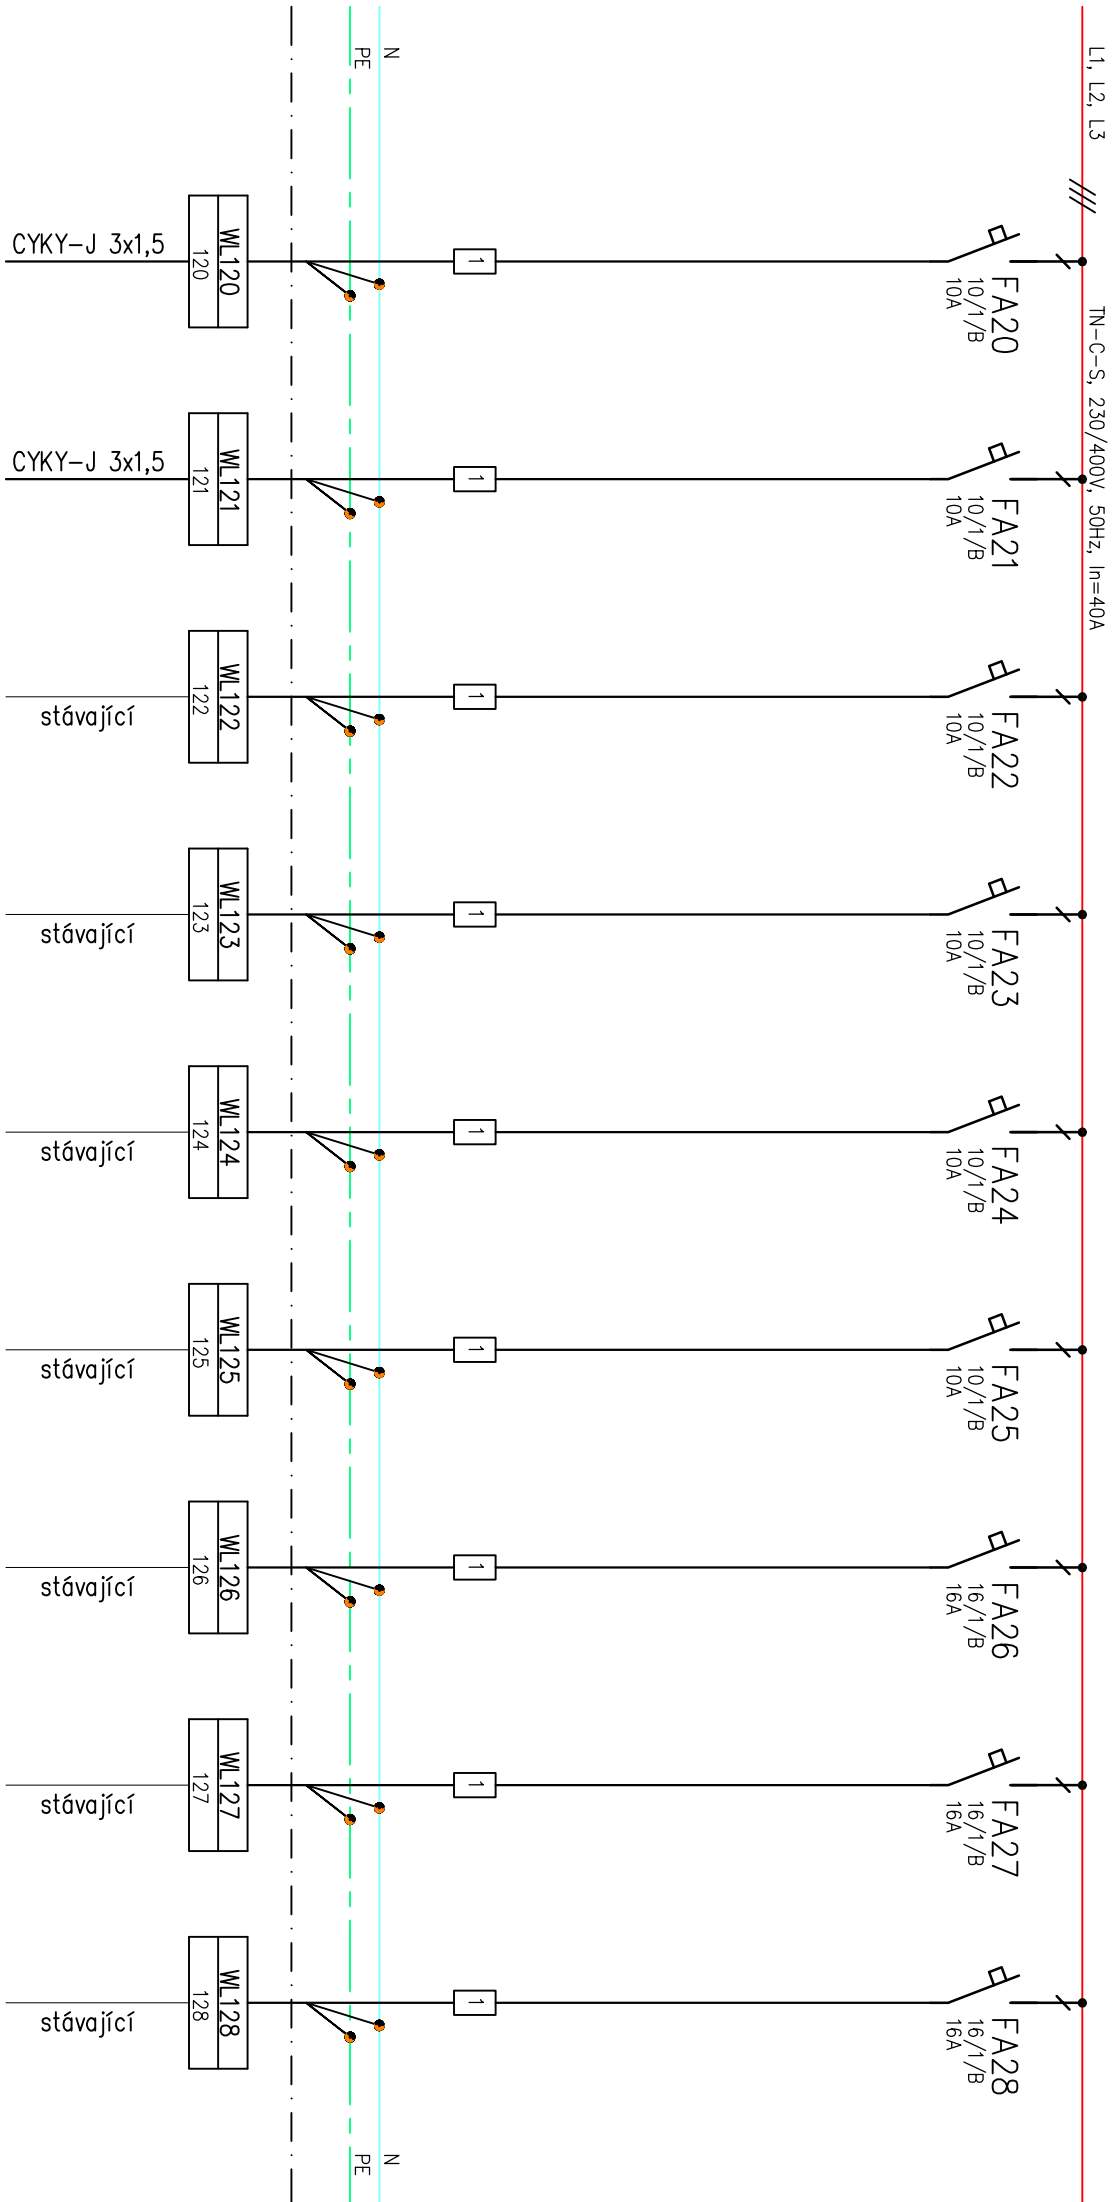 L1, L2, L3
TN-C-S, 230/400V, 50Hz, In=40A
N
PE
FA20
10/1/B
10A
1
WL120
120
CYKY-J 3x1,5
FA21
10/1/B
10A
1
WL121
121
CYKY-J 3x1,5
FA22
10/1/B
10A
1
WL122
122
stávající
FA23
10/1/B
10A
1
WL123
123
stávající
FA24
10/1/B
10A
1
WL124
124
stávající
FA25
10/1/B
10A
1
WL125
125
stávající
FA26
16/1/B
16A
1
WL126
126
stávající
FA27
16/1/B
16A
1
WL127
127
stávající
FA28
16/1/B
16A
1
WL128
128
stávající
N
PE